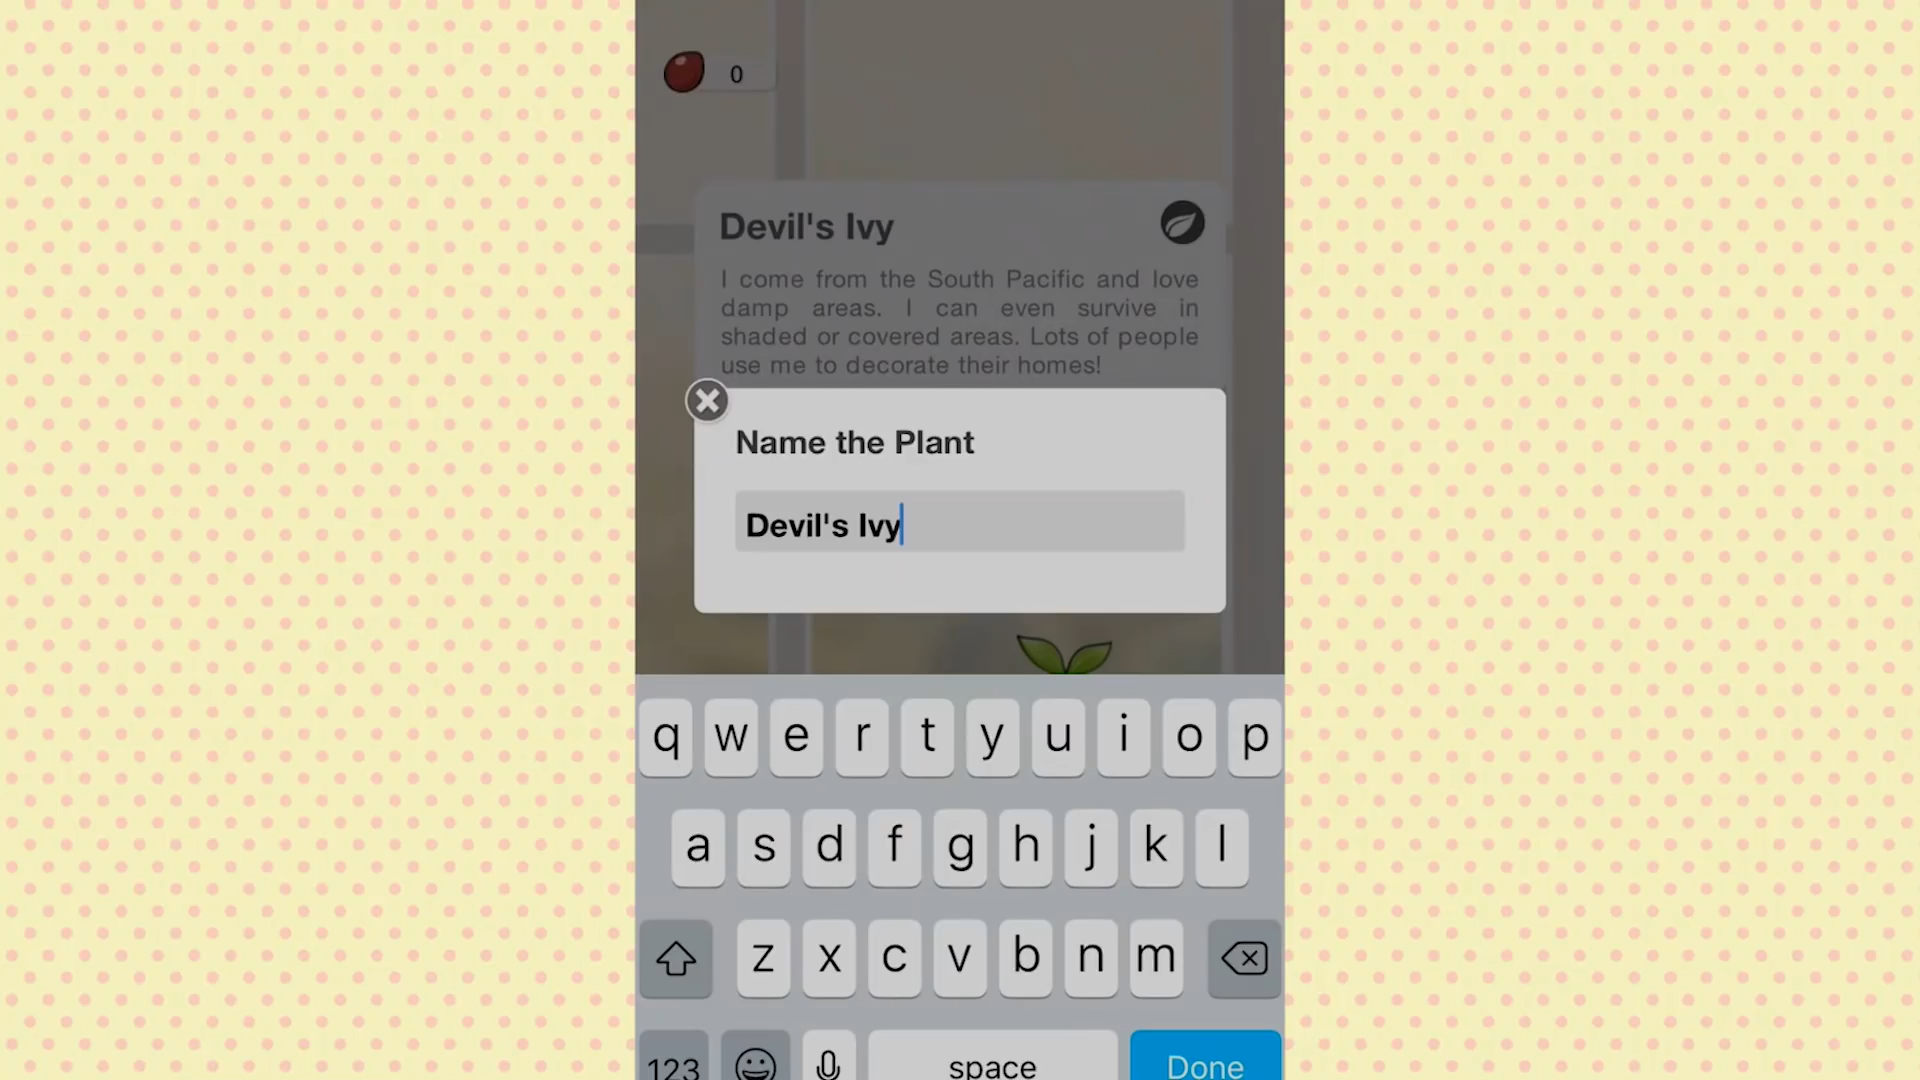 0
Devil's Ivy
I come from the South Pacific and love
damp areas. I can even survive in
shaded or covered areas. Lots of people
use me to decorate their homes!
Name the Plant
Devil's Ivy
q w e r t y u i o p
a s d f g h j k l
z x c v b n m
123 space Done